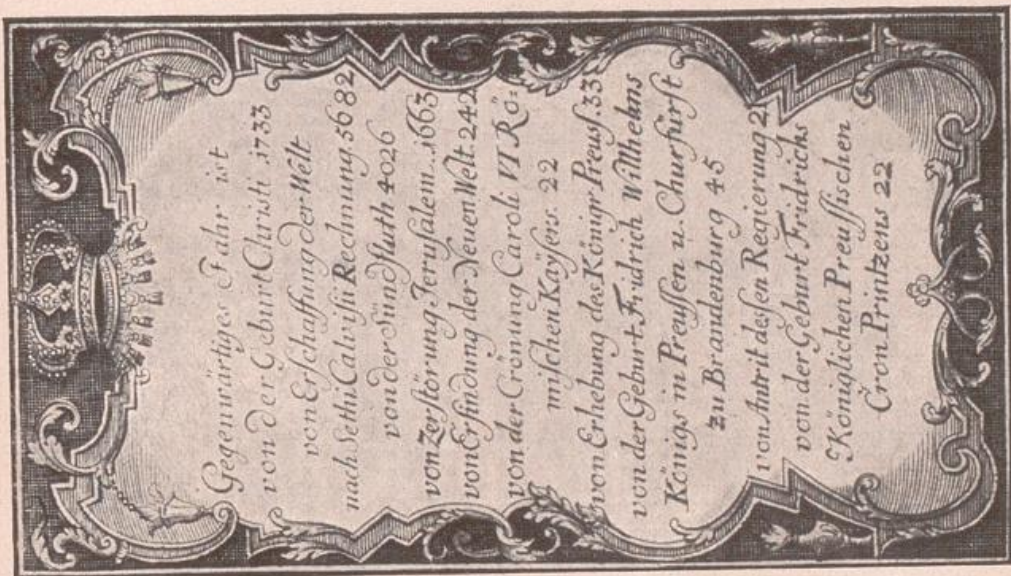 Gegenwärtiges Jahr ist
von der Geburt Christi .1733
von Erschaffung der Welt
nach Sethi Calvisii Rechnung. 5682
von der Sündfluth 4026
von Zerstörung Jerusalem...1663
von Erfindung der Neuen Welt. 242
von der Crönung Caroli VI Rö:
mischen Kaÿsers. 22
von Erhebung des Königr Preuss. 33
von der Geburt. Fridrich Willhelms
Königs in Preussen u. Churfürst
zu Brandenburg 45
von Antrit dessen Regierung 2
von der Geburt Fridrichs
Königlichen Preussischen
Cron Printzens 22